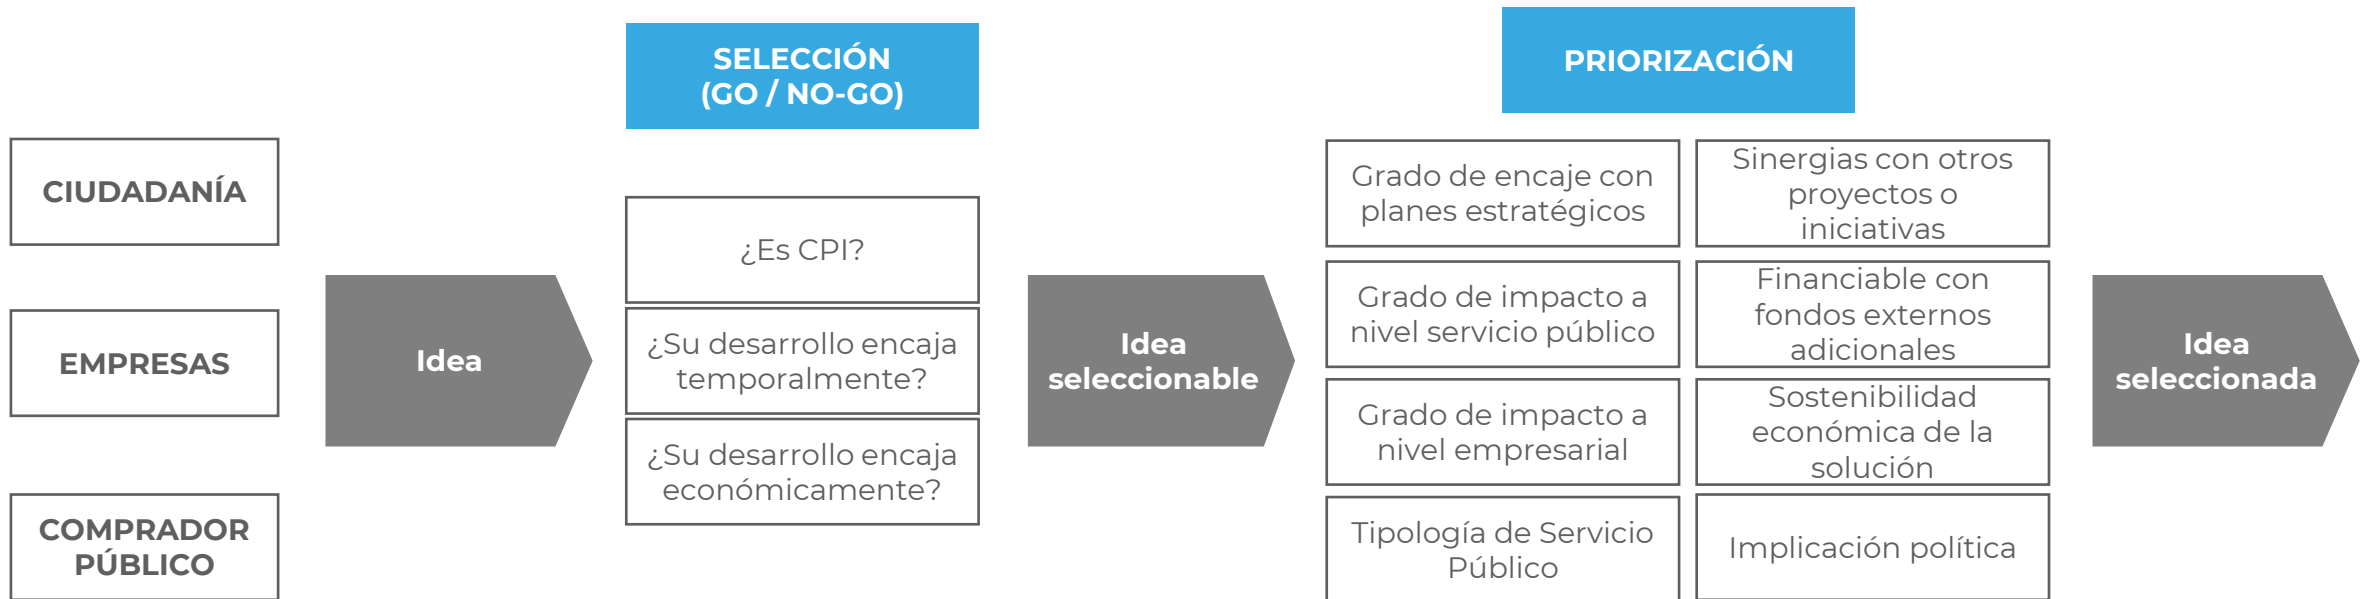 CIUDADANÍA
EMPRESAS
COMPRADOR
PÚBLICO
Idea
SELECCIÓN
(GO / NO-GO)
¿Es CPI?
¿Su desarrollo encaja
temporalmente?
¿Su desarrollo encaja
económicamente?
Idea
seleccionable
PRIORIZACIÓN
Grado de encaje con
planes estratégicos
Grado de impacto a
nivel servicio público
Grado de impacto a
nivel empresarial
Tipología de Servicio
Público
Sinergias con otros
proyectos o
iniciativas
Financiable con
fondos externos
adicionales
Sostenibilidad
económica de la
solución
Implicación política
Idea
seleccionada